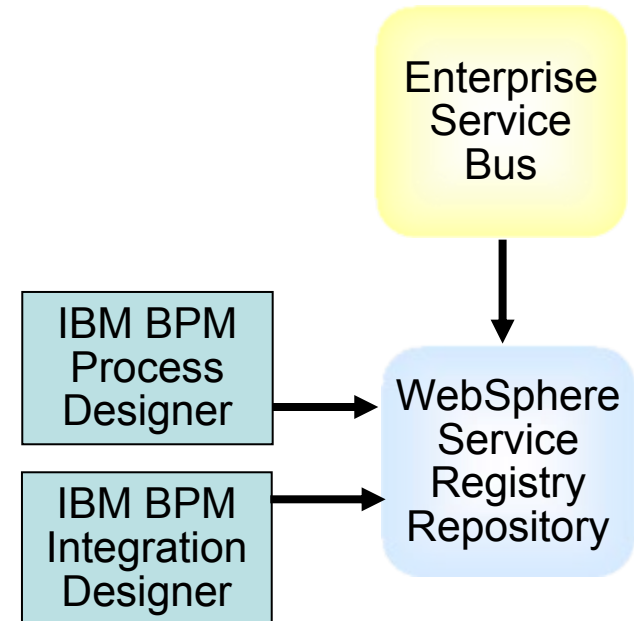 Enterprise
Service
Bus
IBM BPM
Process
Designer
WebSphere
Service
Registry
Repository
IBM BPM
Integration
Designer